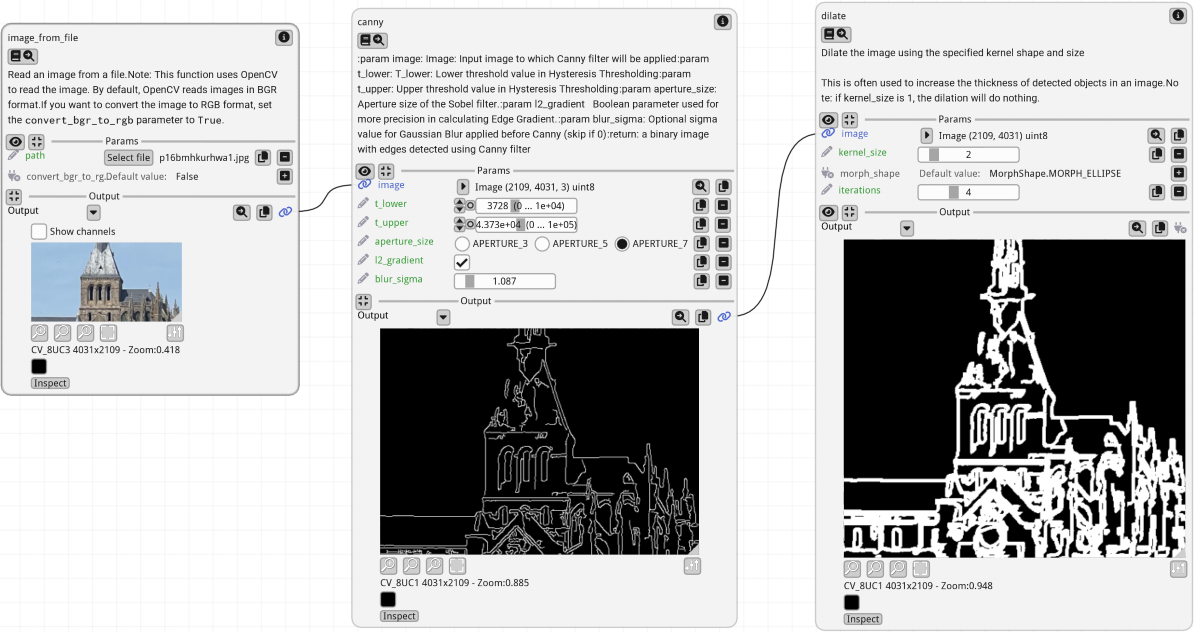 image_from_file
Read an image from a file.Note: This function uses OpenCV
to read the image. By default, OpenCV reads images in BGR
format.If you want to convert the image to RGB format, set
the convert_bgr_to_rgb parameter to True.
Params
path
Select file
p16bmhkurhwa1.jpg
convert_bgr_to_rg.Default value: False
Output
Output
Show channels
CV_8UC3 4031x2109 - Zoom:0.418
Inspect
canny
:param image: Image: Input image to which Canny filter will be applied:param
t_lower: T_lower: Lower threshold value in Hysteresis Thresholding:param
t_upper: Upper threshold value in Hysteresis Thresholding:param aperture_size:
Aperture size of the Sobel filter.:param l2_gradient   Boolean parameter used for
more precision in calculating Edge Gradient.:param blur_sigma: Optional sigma
value for Gaussian Blur applied before Canny (skip if 0):return: a binary image
with edges detected using Canny filter
Params
image
Image (2109, 4031, 3) uint8
t_lower
3728 (0 ... 1e+04)
t_upper
4.373e+04 (0 ... 1e+05)
aperture_size
APERTURE_3
APERTURE_5
APERTURE_7
l2_gradient
blur_sigma
1.087
Output
Output
CV_8UC1 4031x2109 - Zoom:0.885
Inspect
dilate
Dilate the image using the specified kernel shape and size
This is often used to increase the thickness of detected objects in an image.No
te: if kernel_size is 1, the dilation will do nothing.
Params
image
Image (2109, 4031) uint8
kernel_size
2
morph_shape
Default value: MorphShape.MORPH_ELLIPSE
iterations
4
Output
Output
CV_8UC1 4031x2109 - Zoom:0.948
Inspect